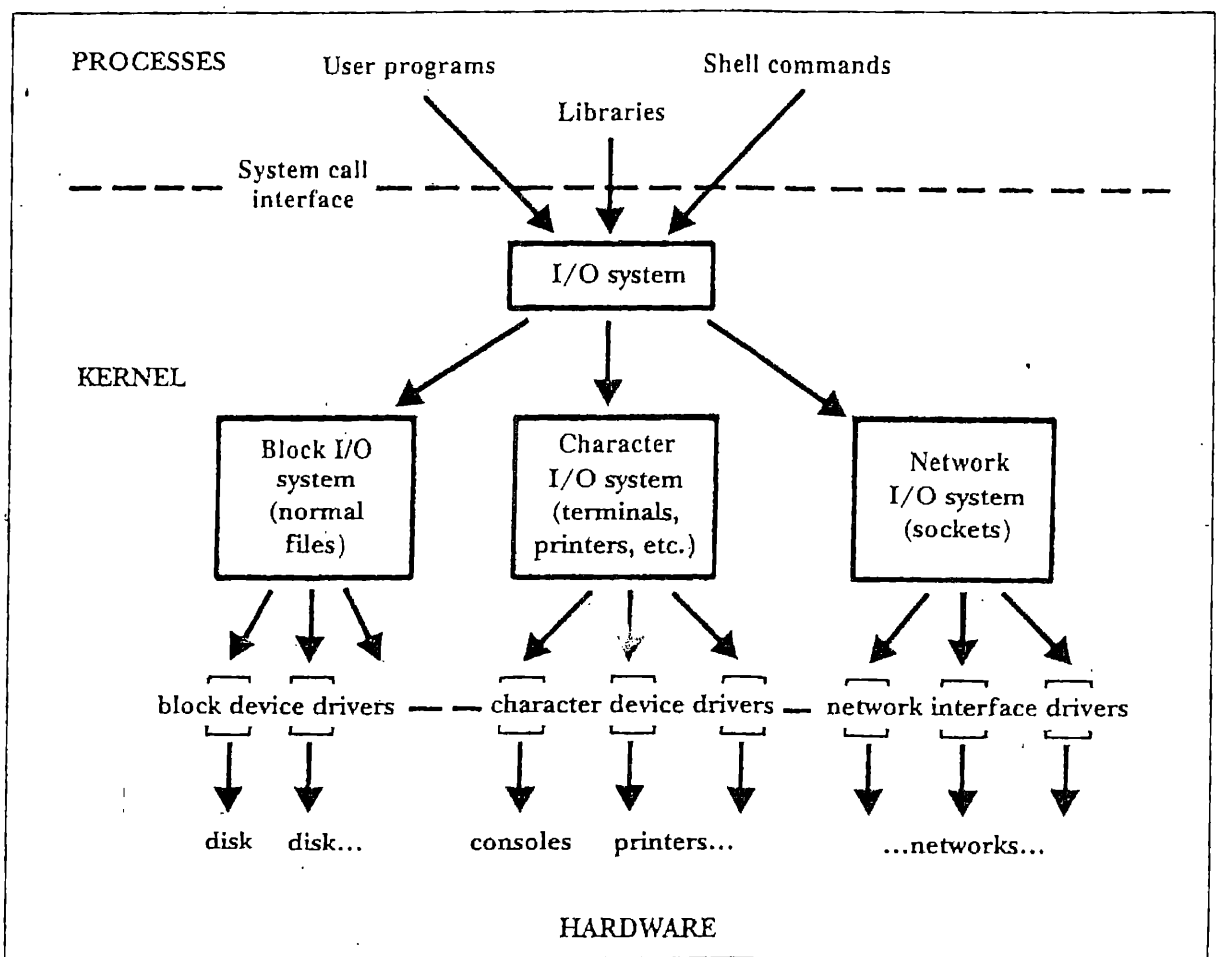 PROCESSES
User programs
Shell commands
Libraries
System call
interface
I/O system
KERNEL
Block I/O
system
(normal
files)
Character
I/O system
(terminals,
printers, etc.)
Network
I/O system
(sockets)
block device drivers
character device drivers
network interface drivers
disk
disk...
consoles
printers...
...networks...
HARDWARE